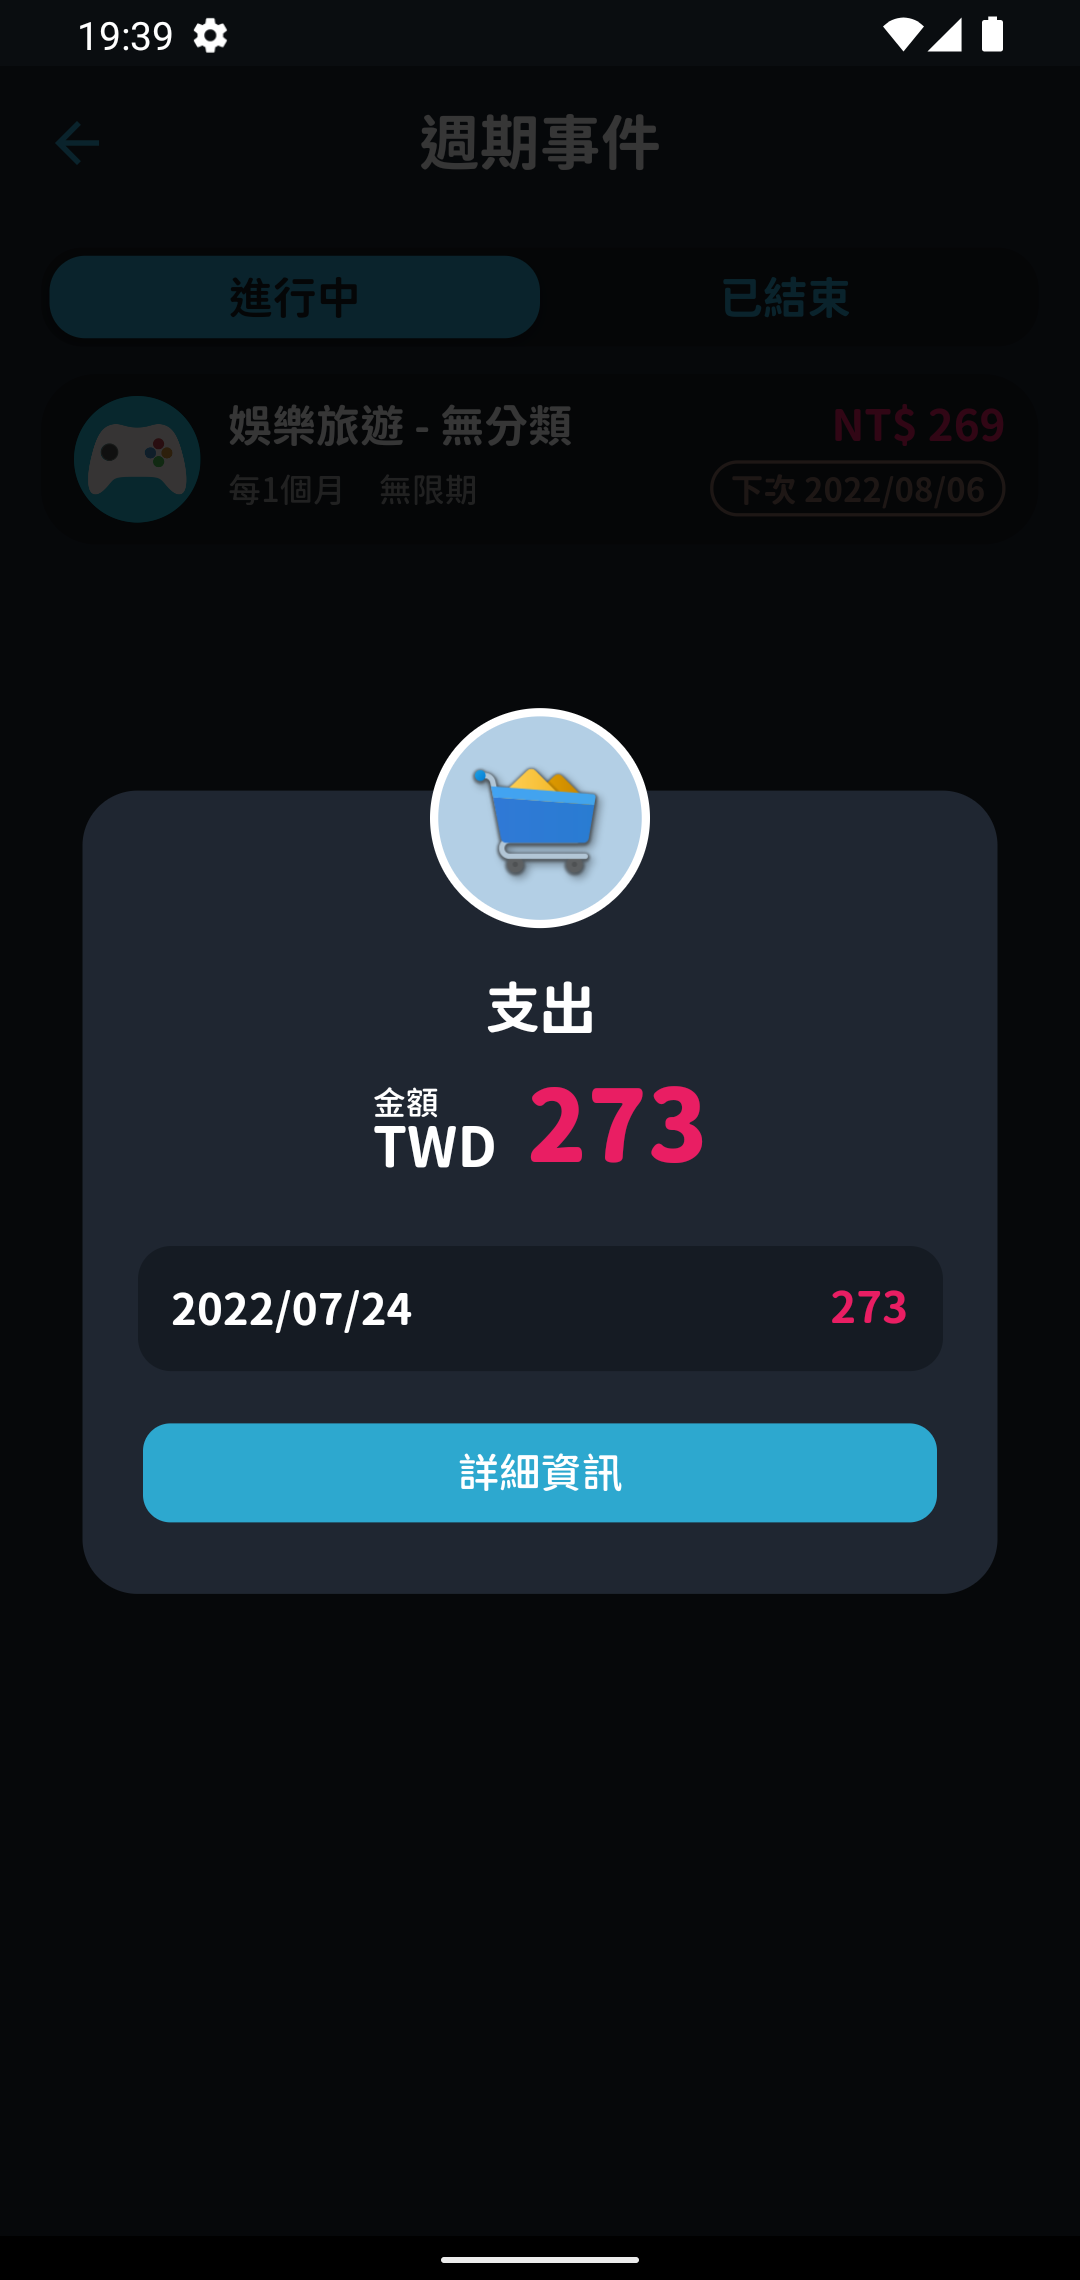 19:39
週期事件
進行中
已結束
娛樂旅遊 - 無分類
NT$ 269
每1個月 無限期
下次 2022/08/06
支出
金額
TWD
273
2022/07/24
273
詳細資訊